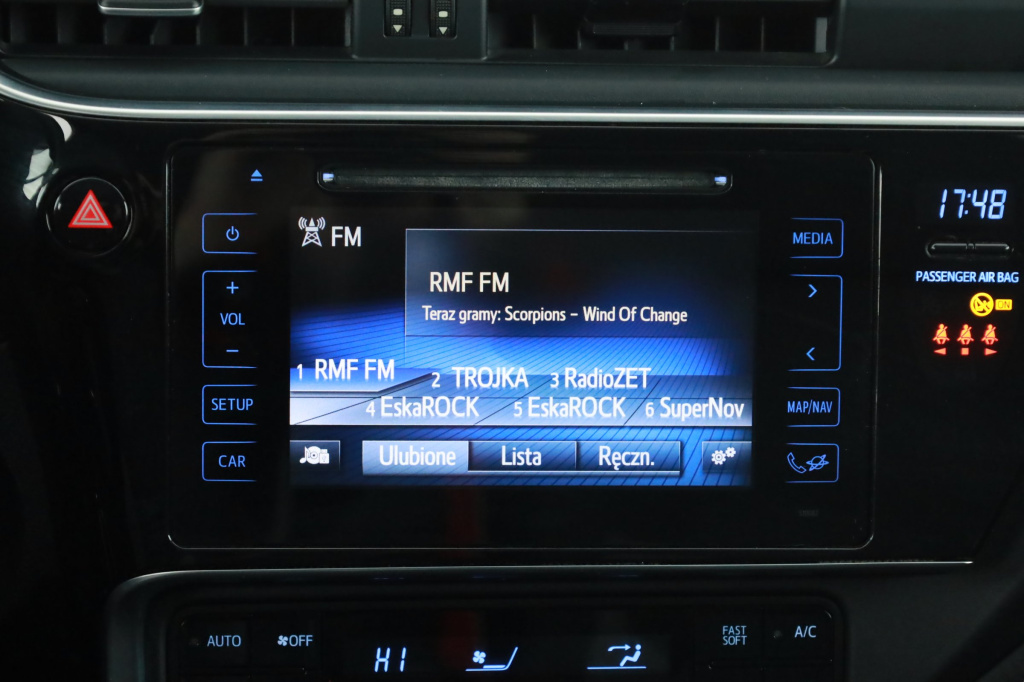 17:48
FM
MEDIA
PASSENGER AIR BAG
ON
RMF FM
Teraz gramy: Scorpions – Wind Of Change
+
VOL
–
1 RMF FM
2 TROJKA 3 RadioZET
4 EskaROCK 5 EskaROCK 6 SuperNov
SETUP
MAP/NAV
CAR
Ulubione Lista Ręczn.
AUTO
OFF
FAST
SOFT
A/C
HI